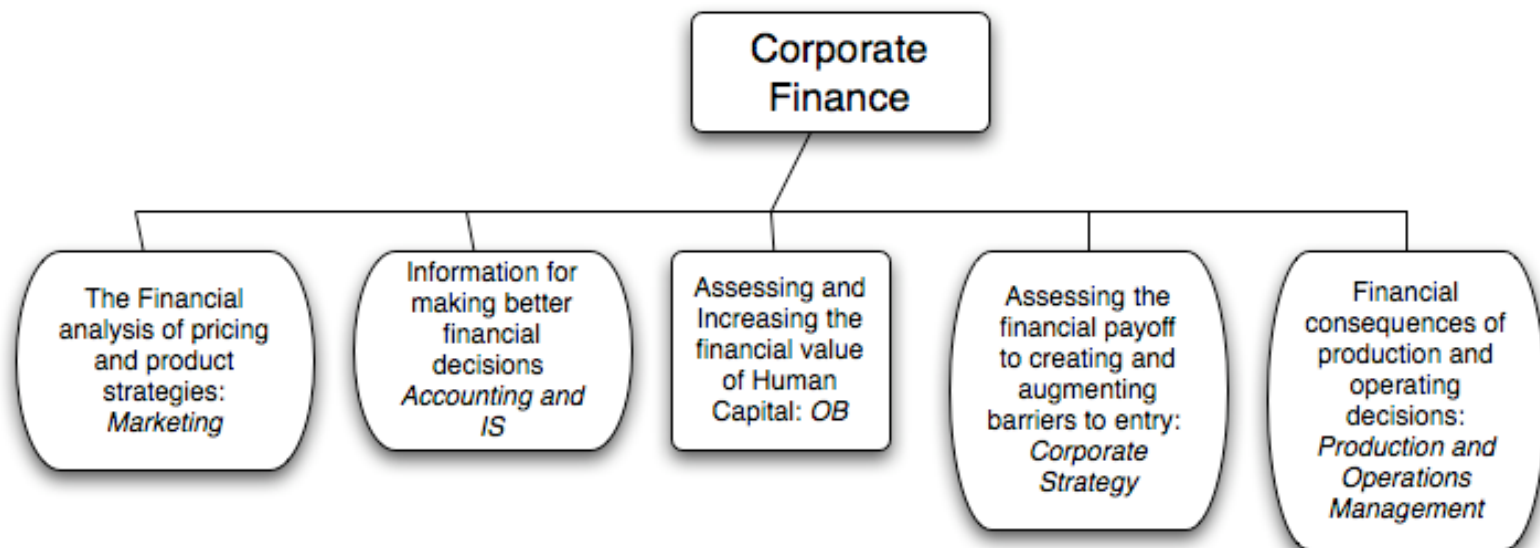 Corporate
Finance
The Financial
analysis of pricing
and product
strategies:
Marketing
Information for
making better
financial
decisions
Accounting and
IS
Assessing and
Increasing the
financial value
of Human
Capital: OB
Assessing the
financial payoff
to creating and
augmenting
barriers to entry:
Corporate
Strategy
Financial
consequences of
production and
operating
decisions:
Production and
Operations
Management